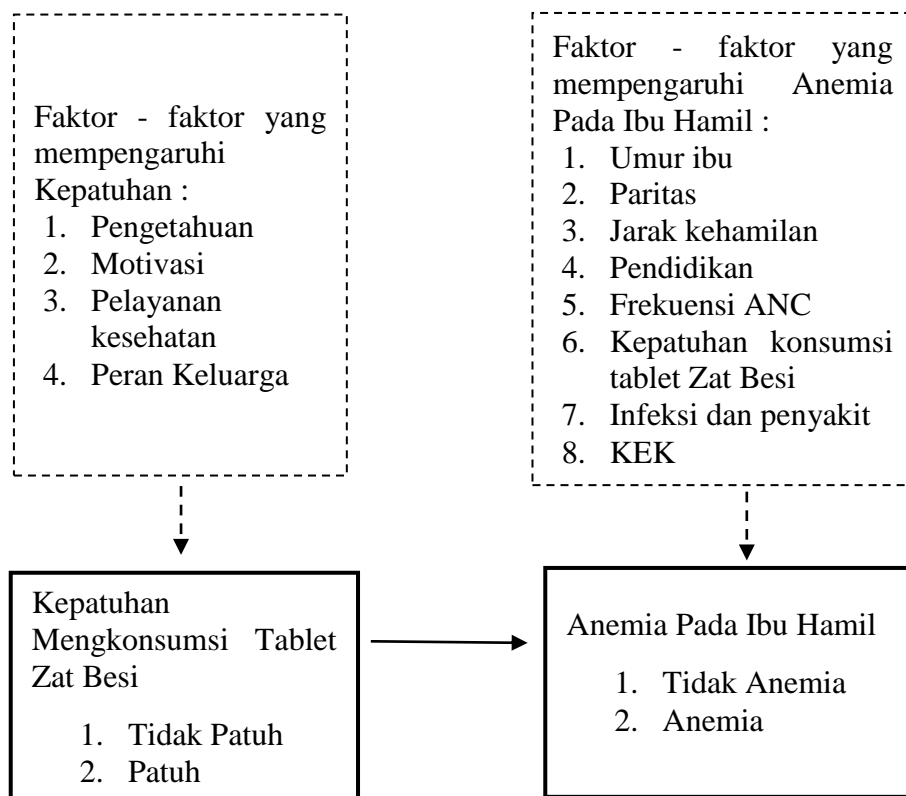 Faktor - faktor yang
mempengaruhi
Kepatuhan :
1. Pengetahuan
2. Motivasi
3. Pelayanan
kesehatan
4. Peran Keluarga
Faktor - faktor yang
mempengaruhi Anemia
Pada Ibu Hamil :
1. Umur ibu
2. Paritas
3. Jarak kehamilan
4. Pendidikan
5. Frekuensi ANC
6. Kepatuhan konsumsi
tablet Zat Besi
7. Infeksi dan penyakit
8. KEK
Kepatuhan
Mengkonsumsi Tablet
Zat Besi
1. Tidak Patuh
2. Patuh
Anemia Pada Ibu Hamil
1. Tidak Anemia
2. Anemia